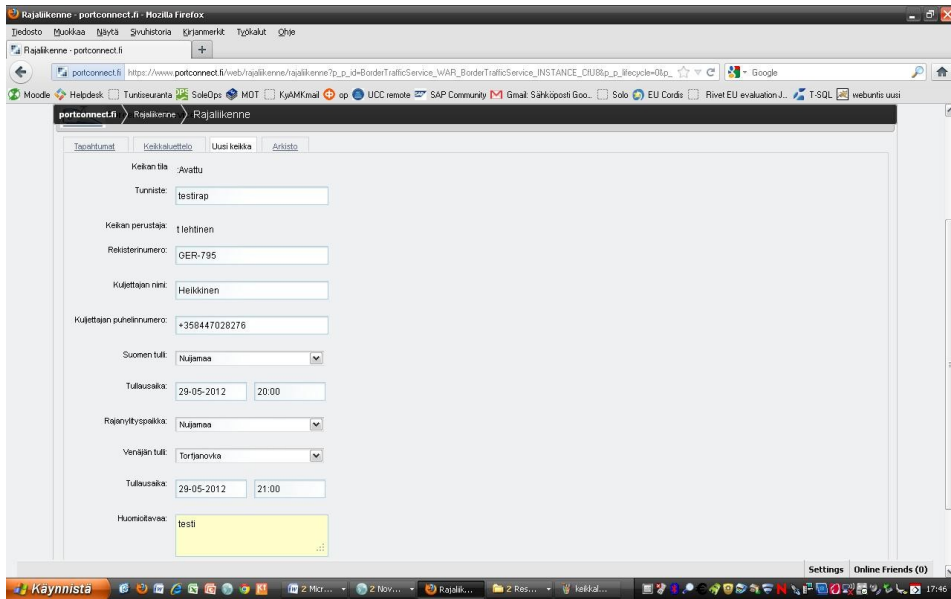 Rajaliikenne - portconnect.fi - Mozilla Firefox
Tiedosto Muokkaa Näytä Sivuhistoria Kirjanmerkit Työkalut Ohje
Rajaliikenne - portconnect.fi +
portconnect.fi https://www.portconnect.fi/web/rajaliikenne/rajaliikenne?p_p_id=BorderTrafficService_WAR_BorderTrafficService_INSTANCE_CIU8&p_p_lifecycle=0&p_ Google
Moodle Helpdesk Tuntiseuranta SoleOps MOT KyAMKmail op UCC remote SAP Community Gmail: Sähköposti Goo... Solo EU Cordis Rivet EU evaluation J... T-SQL webuntis uusi
portconnect.fi Rajaliikenne Rajaliikenne
Tapahtumat Keikkaluettelo Uusi keikka Arkisto
Keikan tila :Avattu
Tunniste: testirap
Keikan perustaja: t lehtinen
Rekisterinumero: GER-795
Kuljettajan nimi: Heikkinen
Kuljettajan puhelinnumero: +358447028276
Suomen tulli: Nuijamaa
Tullausaika: 29-05-2012 20:00
Rajanylityspaikka: Nuijamaa
Venäjän tulli: Torfjanovka
Tullausaika: 29-05-2012 21:00
Huomioitavaa: testi
Settings Online Friends (0)
Käynnistä 2 Micr... 2 Nov... Rajalik... 2 Res... keikkal... 17:46